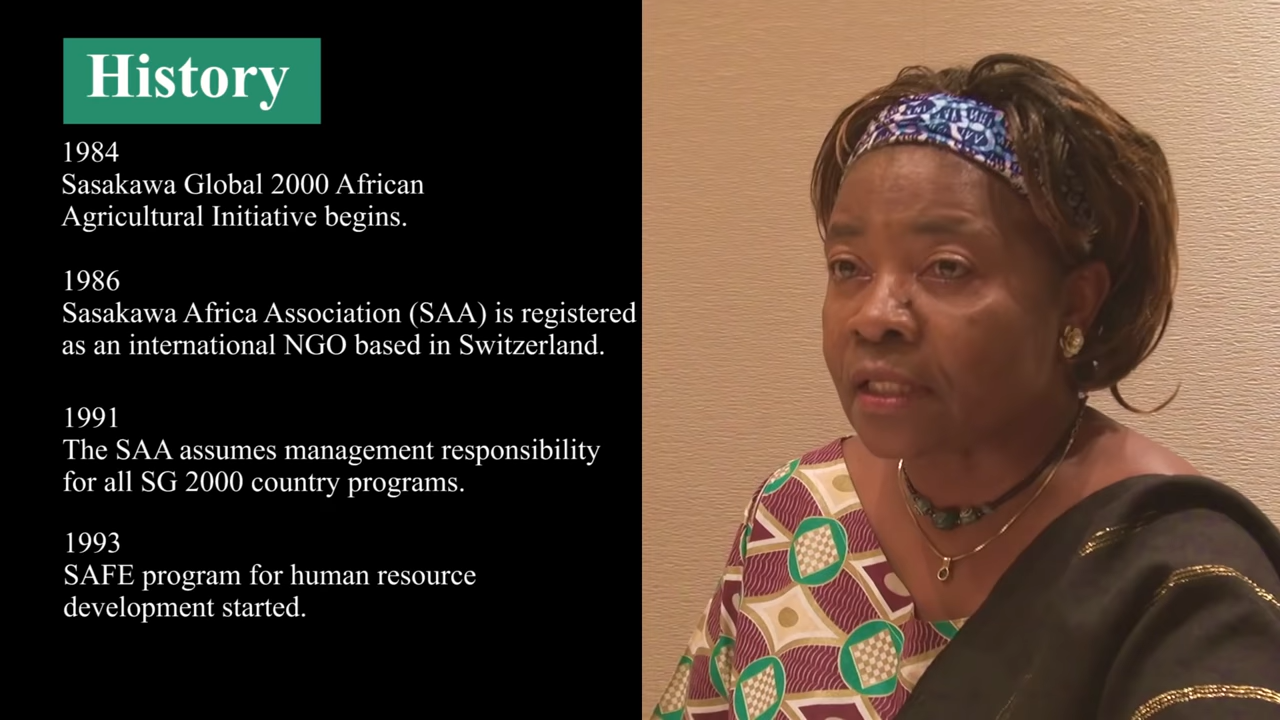 History
1984
Sasakawa Global 2000 African
Agricultural Initiative begins.
1986
Sasakawa Africa Association (SAA) is registered
as an international NGO based in Switzerland.
1991
The SAA assumes management responsibility
for all SG 2000 country programs.
1993
SAFE program for human resource
development started.